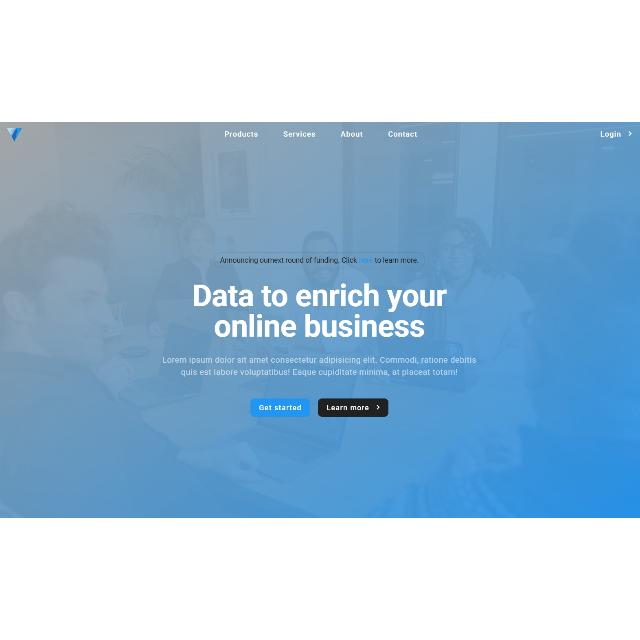 Products Services About Contact Login
Announcing ournext round of funding. Click here to learn more.
Data to enrich your
online business
Lorem ipsum dolor sit amet consectetur adipisicing elit. Commodi, ratione debitis
quis est labore voluptatibus! Eaque cupiditate minima, at placeat totam!
Get started Learn more